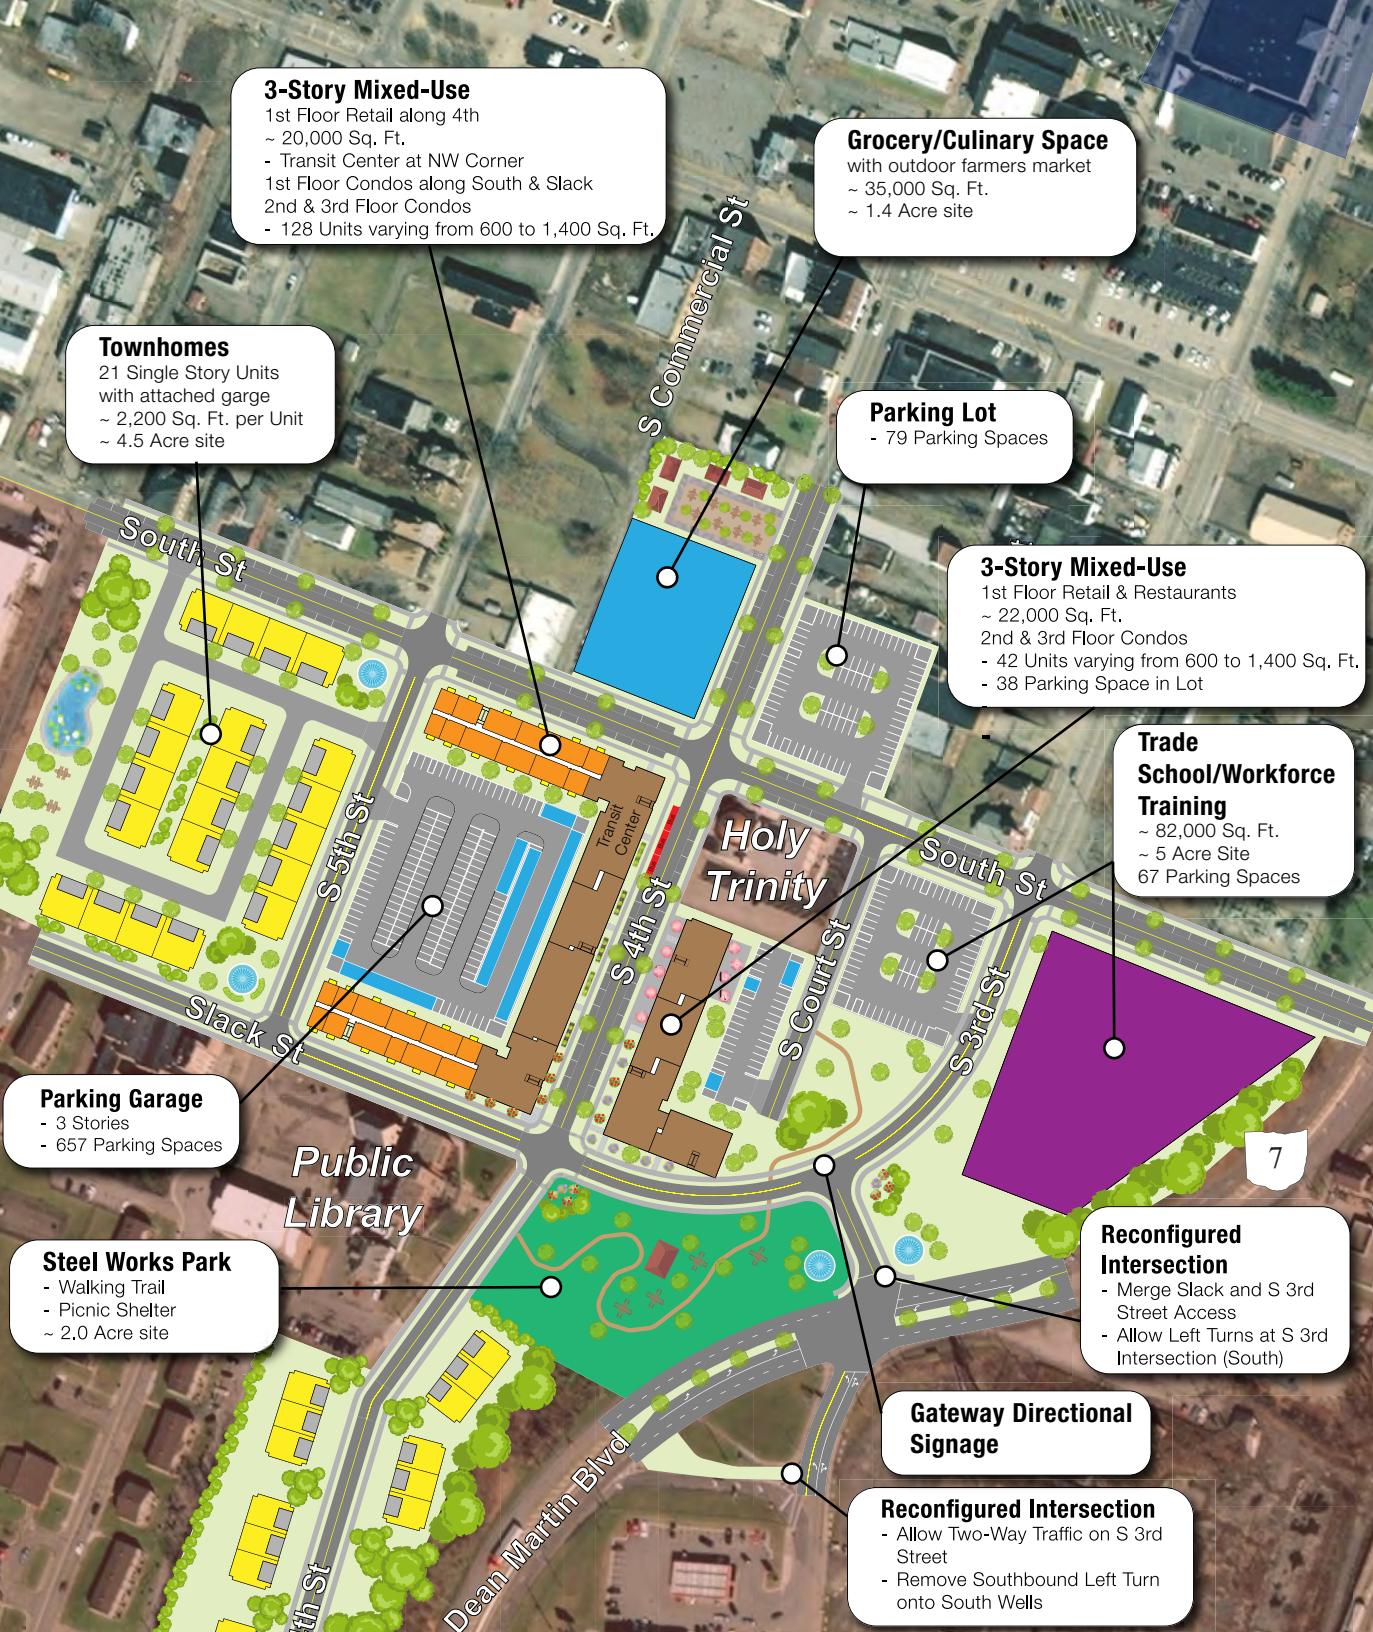 3-Story Mixed-Use
1st Floor Retail along 4th
~ 20,000 Sq. Ft.
- Transit Center at NW Corner
1st Floor Condos along South & Slack
2nd & 3rd Floor Condos
- 128 Units varying from 600 to 1,400 Sq. Ft.
Grocery/Culinary Space
with outdoor farmers market
~ 35,000 Sq. Ft.
~ 1.4 Acre site
S Commercial St
Townhomes
21 Single Story Units
with attached garge
~ 2,200 Sq. Ft. per Unit
~ 4.5 Acre site
Parking Lot
- 79 Parking Spaces
South St
3-Story Mixed-Use
1st Floor Retail & Restaurants
~ 22,000 Sq. Ft.
2nd & 3rd Floor Condos
- 42 Units varying from 600 to 1,400 Sq. Ft.
- 38 Parking Space in Lot
-
Trade
School/Workforce
Training
~ 82,000 Sq. Ft.
~ 5 Acre Site
67 Parking Spaces
Transit
Center
Holy
Trinity
South St
S 5th St
S 4th St
S Court St
S 3rd St
Slack St
Parking Garage
- 3 Stories
- 657 Parking Spaces
Public
Library
7
Steel Works Park
- Walking Trail
- Picnic Shelter
~ 2.0 Acre site
Reconfigured
Intersection
- Merge Slack and S 3rd
Street Access
- Allow Left Turns at S 3rd
Intersection (South)
Gateway Directional
Signage
Reconfigured Intersection
- Allow Two-Way Traffic on S 3rd
Street
- Remove Southbound Left Turn
onto South Wells
Dean Martin Blvd
4th St